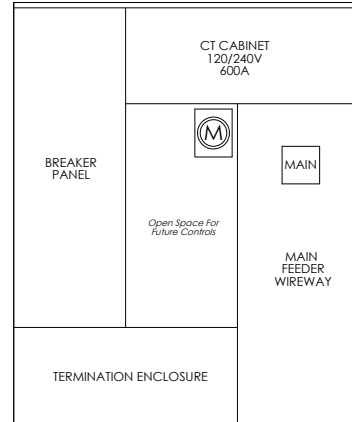 CT CABINET
120/240V
600A
M
BREAKER
PANEL
MAIN
Open Space For
Future Controls
MAIN
FEEDER
WIREWAY
TERMINATION ENCLOSURE